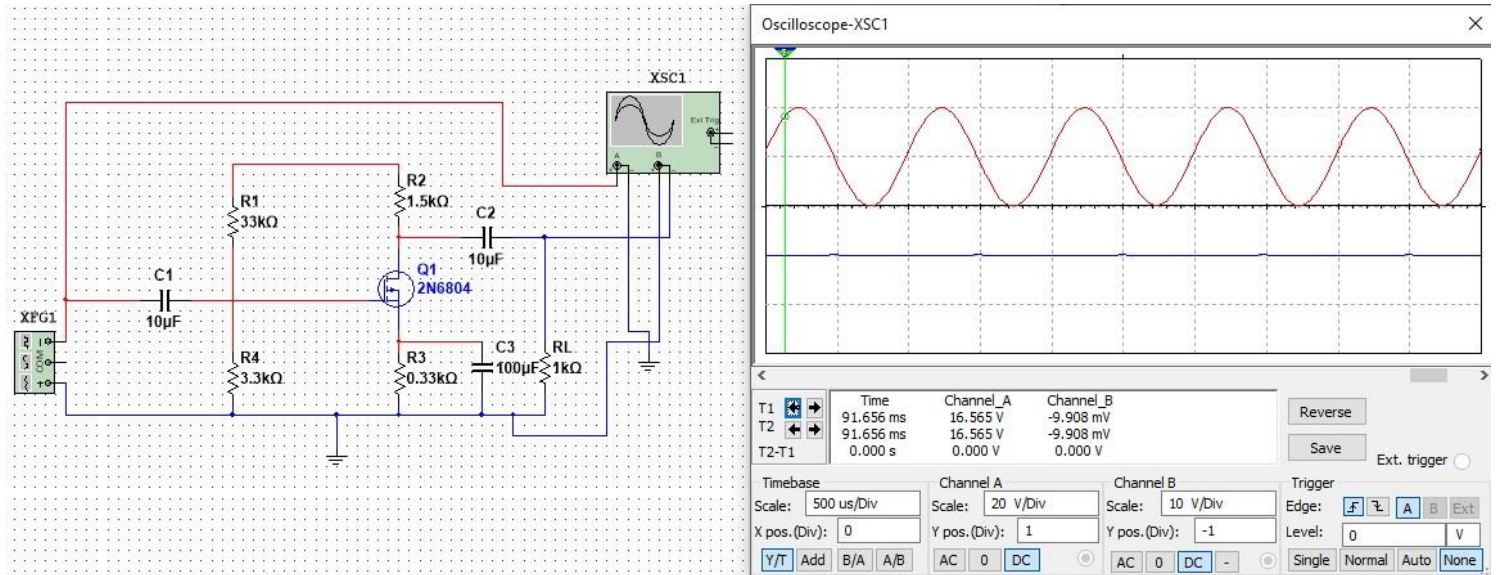 XSC1
Ext Trig
A
B
R1
33kΩ
R2
1.5kΩ
C2
10µF
C1
10µF
Q1
2N6804
XFG1
COM
R4
3.3kΩ
R3
0.33kΩ
C3
100µF
RL
1kΩ
Oscilloscope-XSC1
Time Channel_A Channel_B
T1 91.656 ms 16.565 V -9.908 mV
T2 91.656 ms 16.565 V -9.908 mV
T2-T1 0.000 s 0.000 V 0.000 V
Reverse
Save
Ext. trigger
Timebase Channel A Channel B Trigger
Scale: 500 us/Div Scale: 20 V/Div Scale: 10 V/Div Edge: A B Ext
X pos.(Div): 0 Y pos.(Div): 1 Y pos.(Div): -1 Level: 0 V
Y/T Add B/A A/B AC 0 DC AC 0 DC - Single Normal Auto None